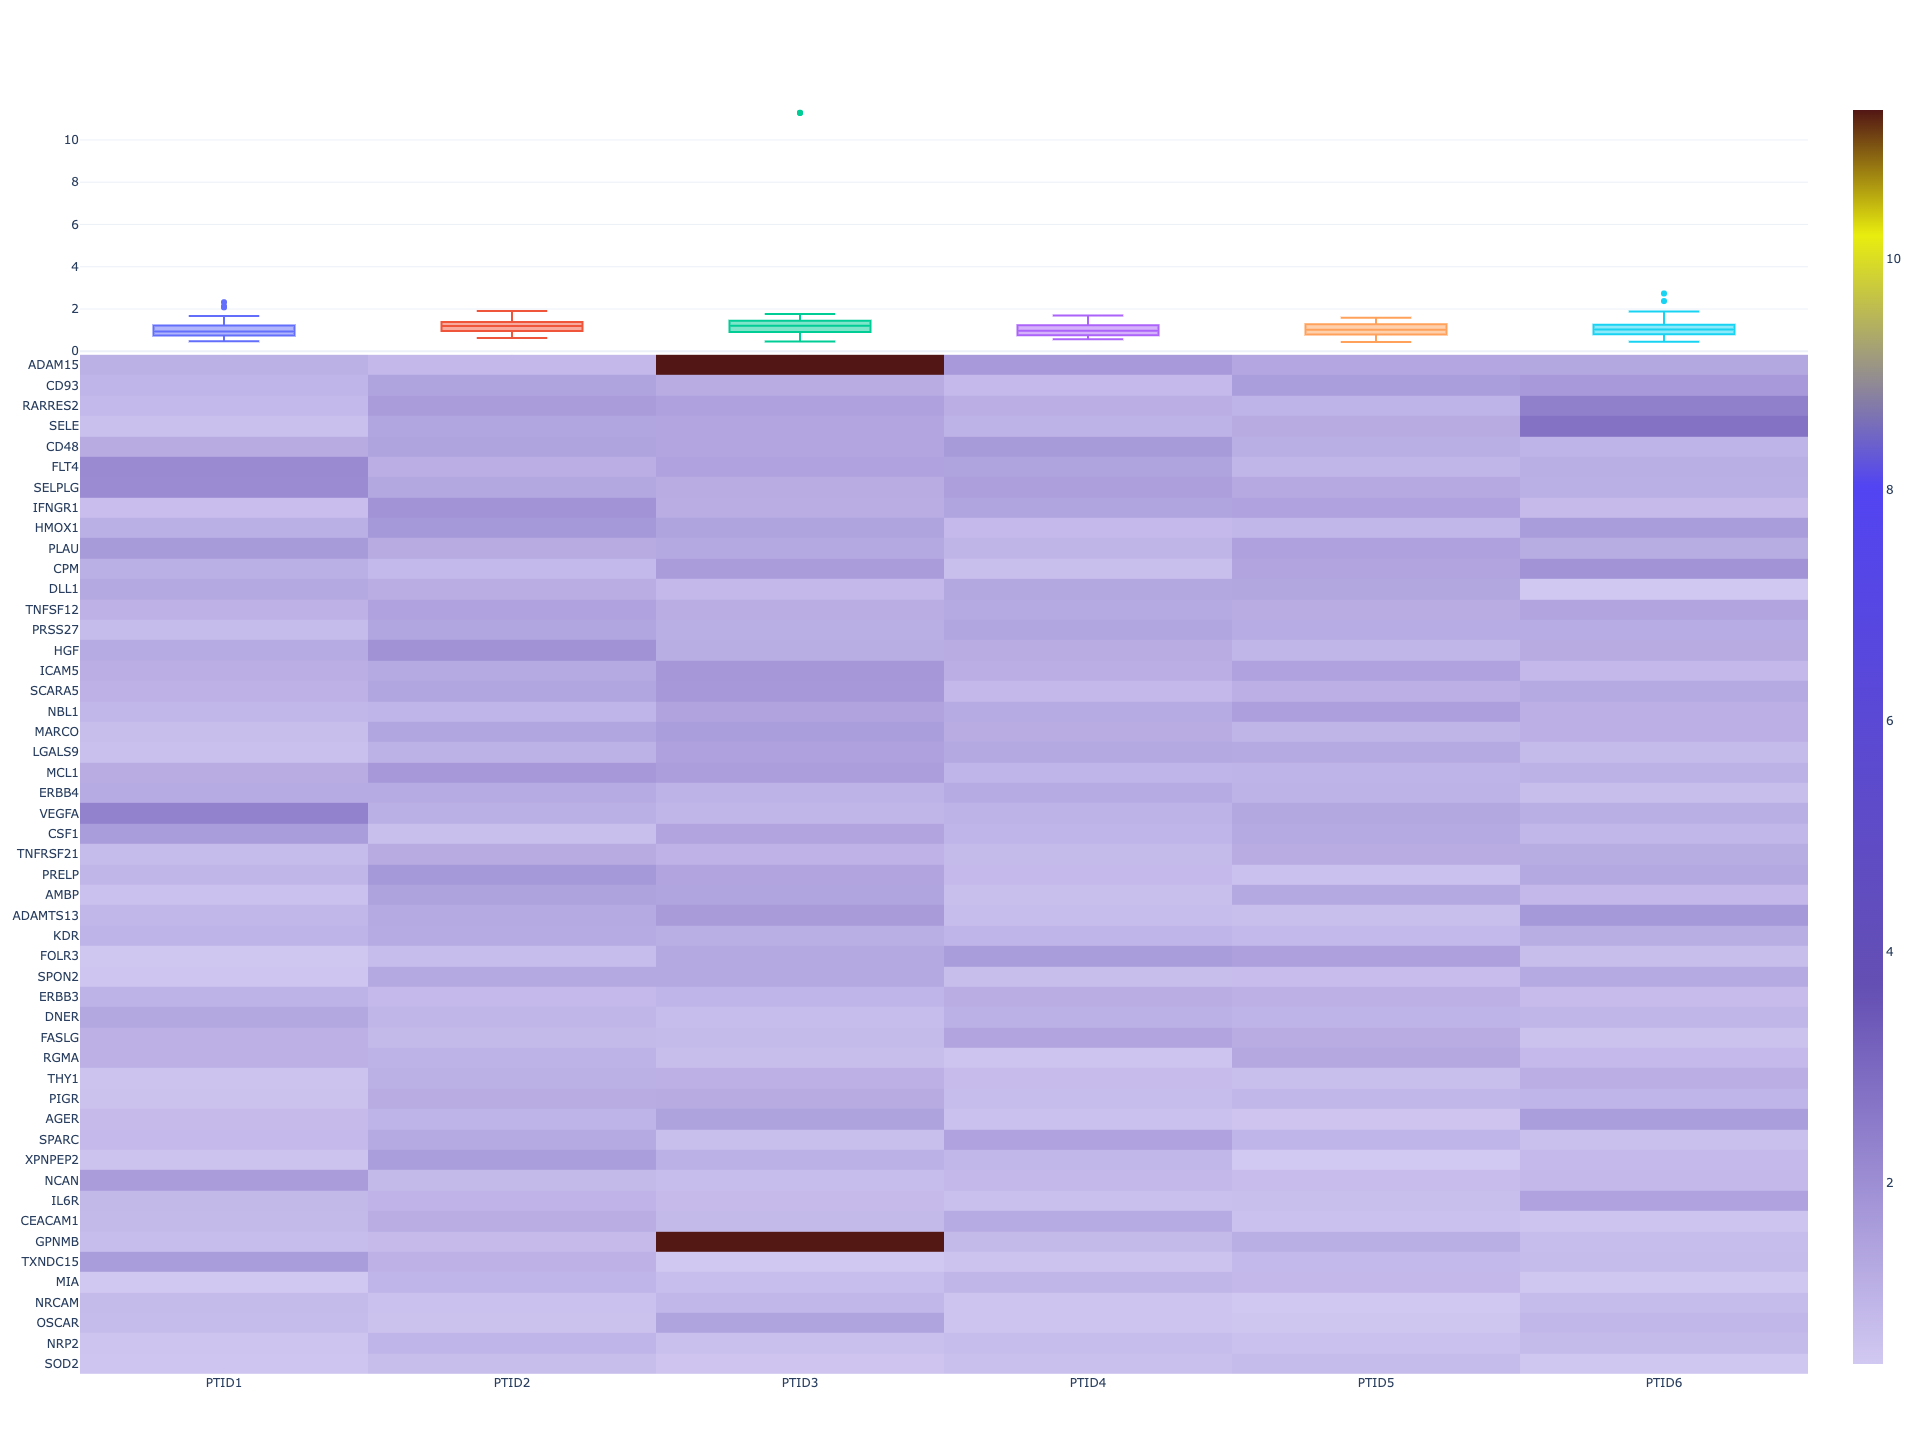 10
8
6
4
2
0
ADAM15
CD93
RARRES2
SELE
CD48
FLT4
SELPLG
IFNGR1
HMOX1
PLAU
CPM
DLL1
TNFSF12
PRSS27
HGF
ICAM5
SCARA5
NBL1
MARCO
LGALS9
MCL1
ERBB4
VEGFA
CSF1
TNFRSF21
PRELP
AMBP
ADAMTS13
KDR
FOLR3
SPON2
ERBB3
DNER
FASLG
RGMA
THY1
PIGR
AGER
SPARC
XPNPEP2
NCAN
IL6R
CEACAM1
GPNMB
TXNDC15
MIA
NRCAM
OSCAR
NRP2
SOD2
PTID1 PTID2 PTID3 PTID4 PTID5 PTID6
10
8
6
4
2